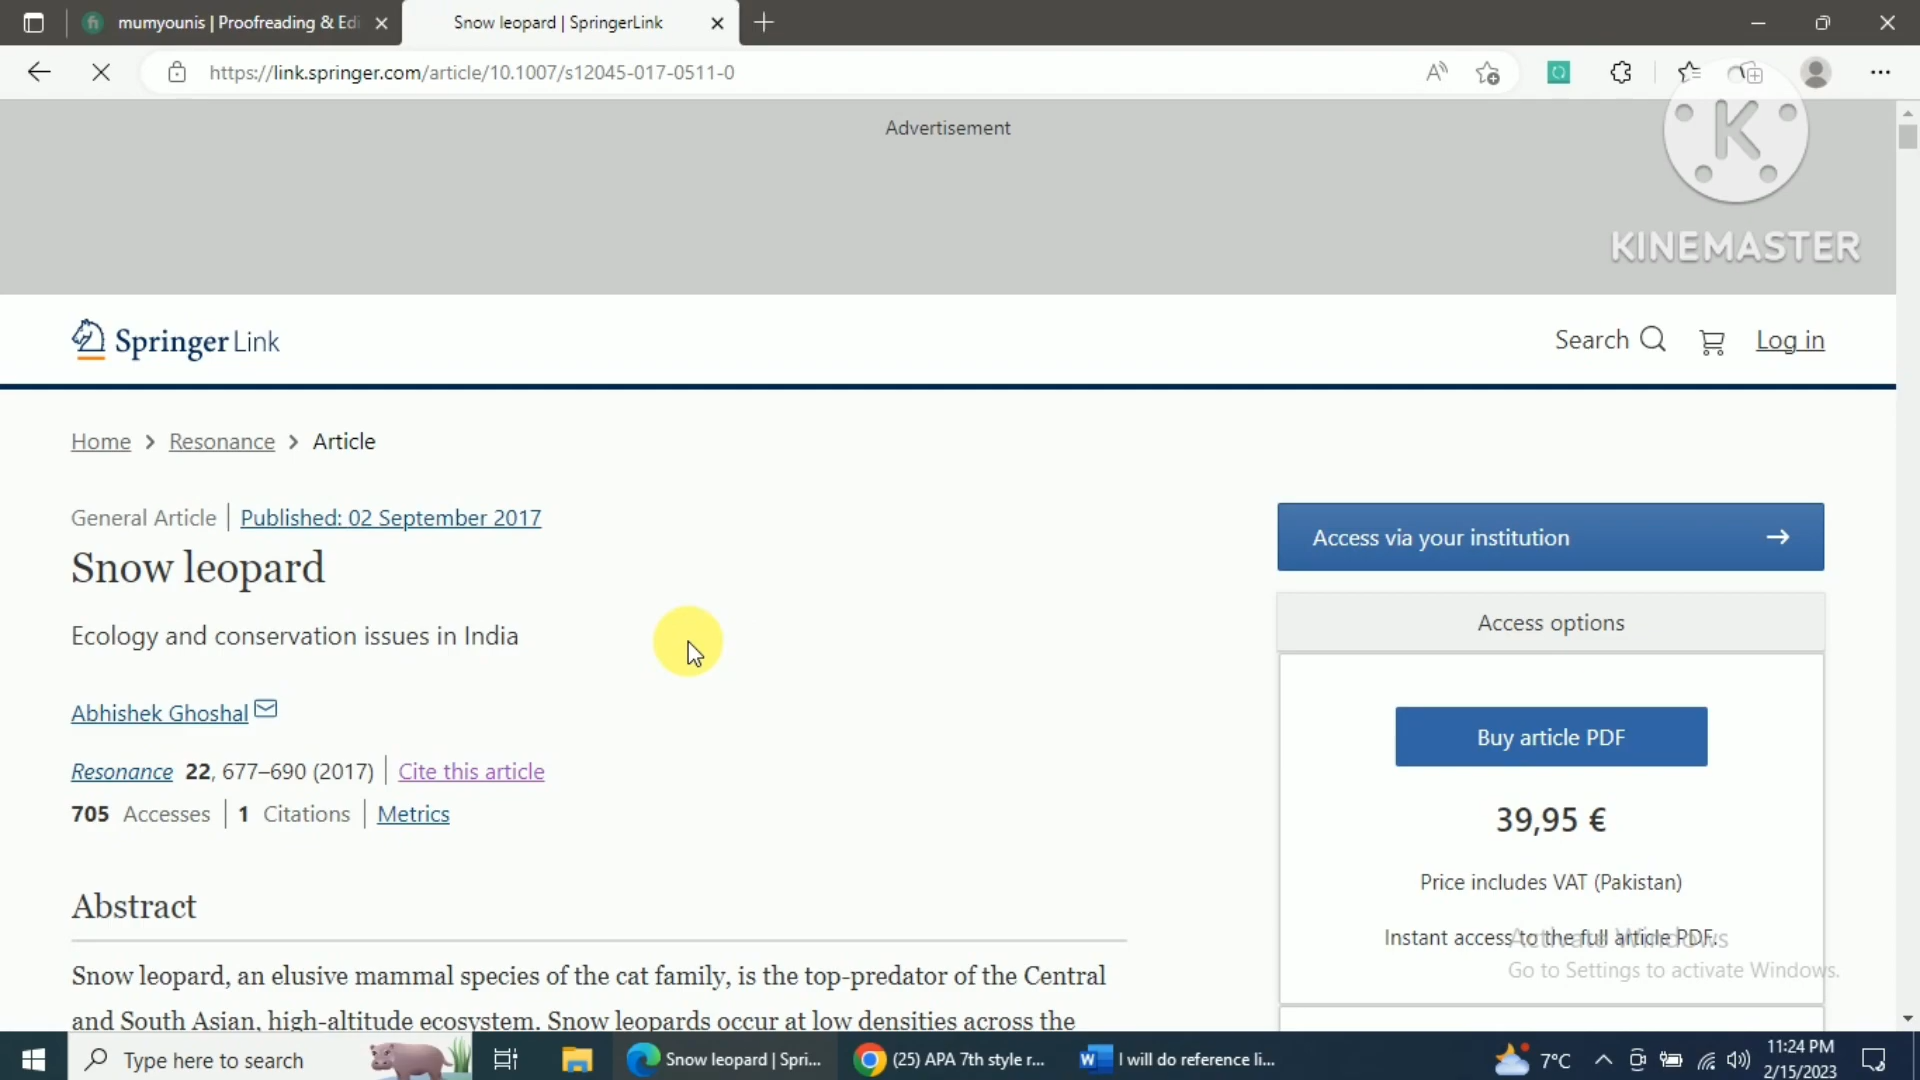 mumyounis | Proofreading & Edi
Snow leopard | SpringerLink
https://link.springer.com/article/10.1007/s12045-017-0511-0
Advertisement
K
KINEMASTER
Springer Link
Search
Log in
Home > Resonance > Article
General Article | Published: 02 September 2017
Snow leopard
Ecology and conservation issues in India
Abhishek Ghoshal
Resonance 22, 677–690 (2017) | Cite this article
705 Accesses | 1 Citations | Metrics
Abstract
Snow leopard, an elusive mammal species of the cat family, is the top-predator of the Central
and South Asian, high-altitude ecosystem. Snow leopards occur at low densities across the
Access via your institution
Access options
Buy article PDF
39,95 €
Price includes VAT (Pakistan)
Instant access to the full article PDF.
Activate Windows
Go to Settings to activate Windows.
Type here to search
Snow leopard | Spri...
(25) APA 7th style r...
I will do reference li...
7°C
11:24 PM
2/15/2023